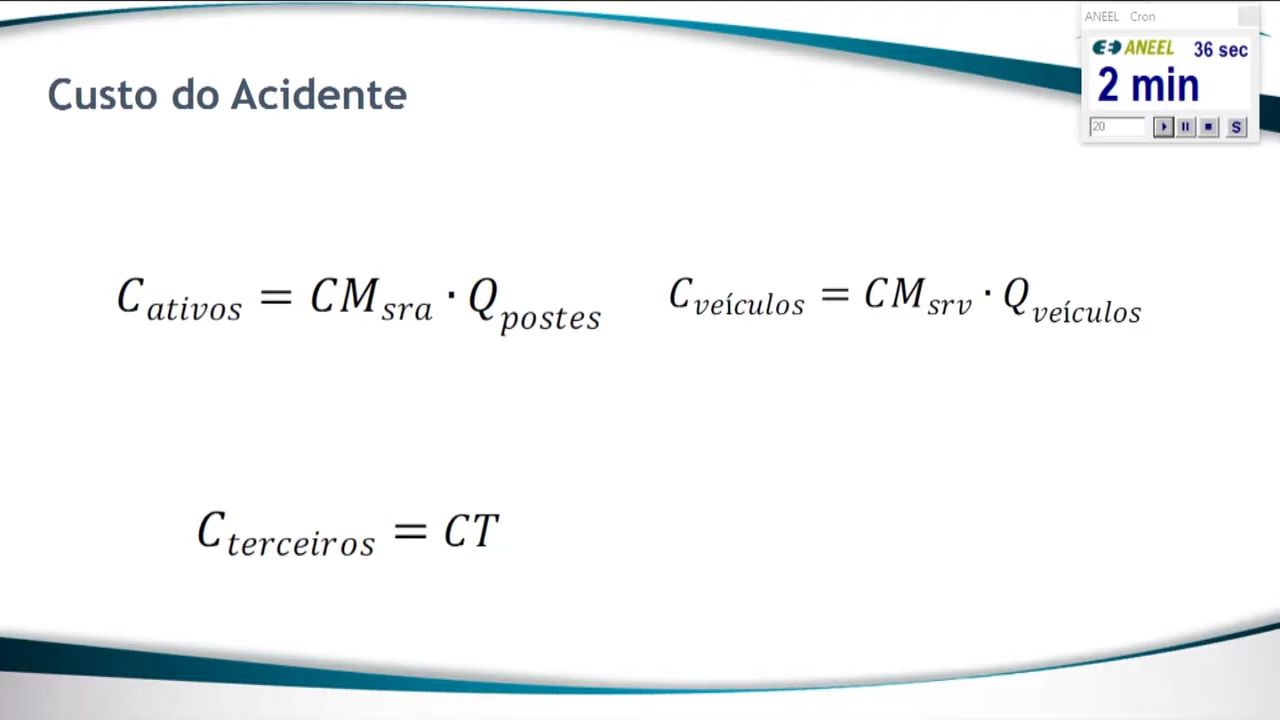 ANEEL Cron
ANEEL 36 sec
2 min
20
S
Custo do Acidente
C_ativos = CM_sra · Q_postes
C_veículos = CM_srv · Q_veículos
C_terceiros = CT